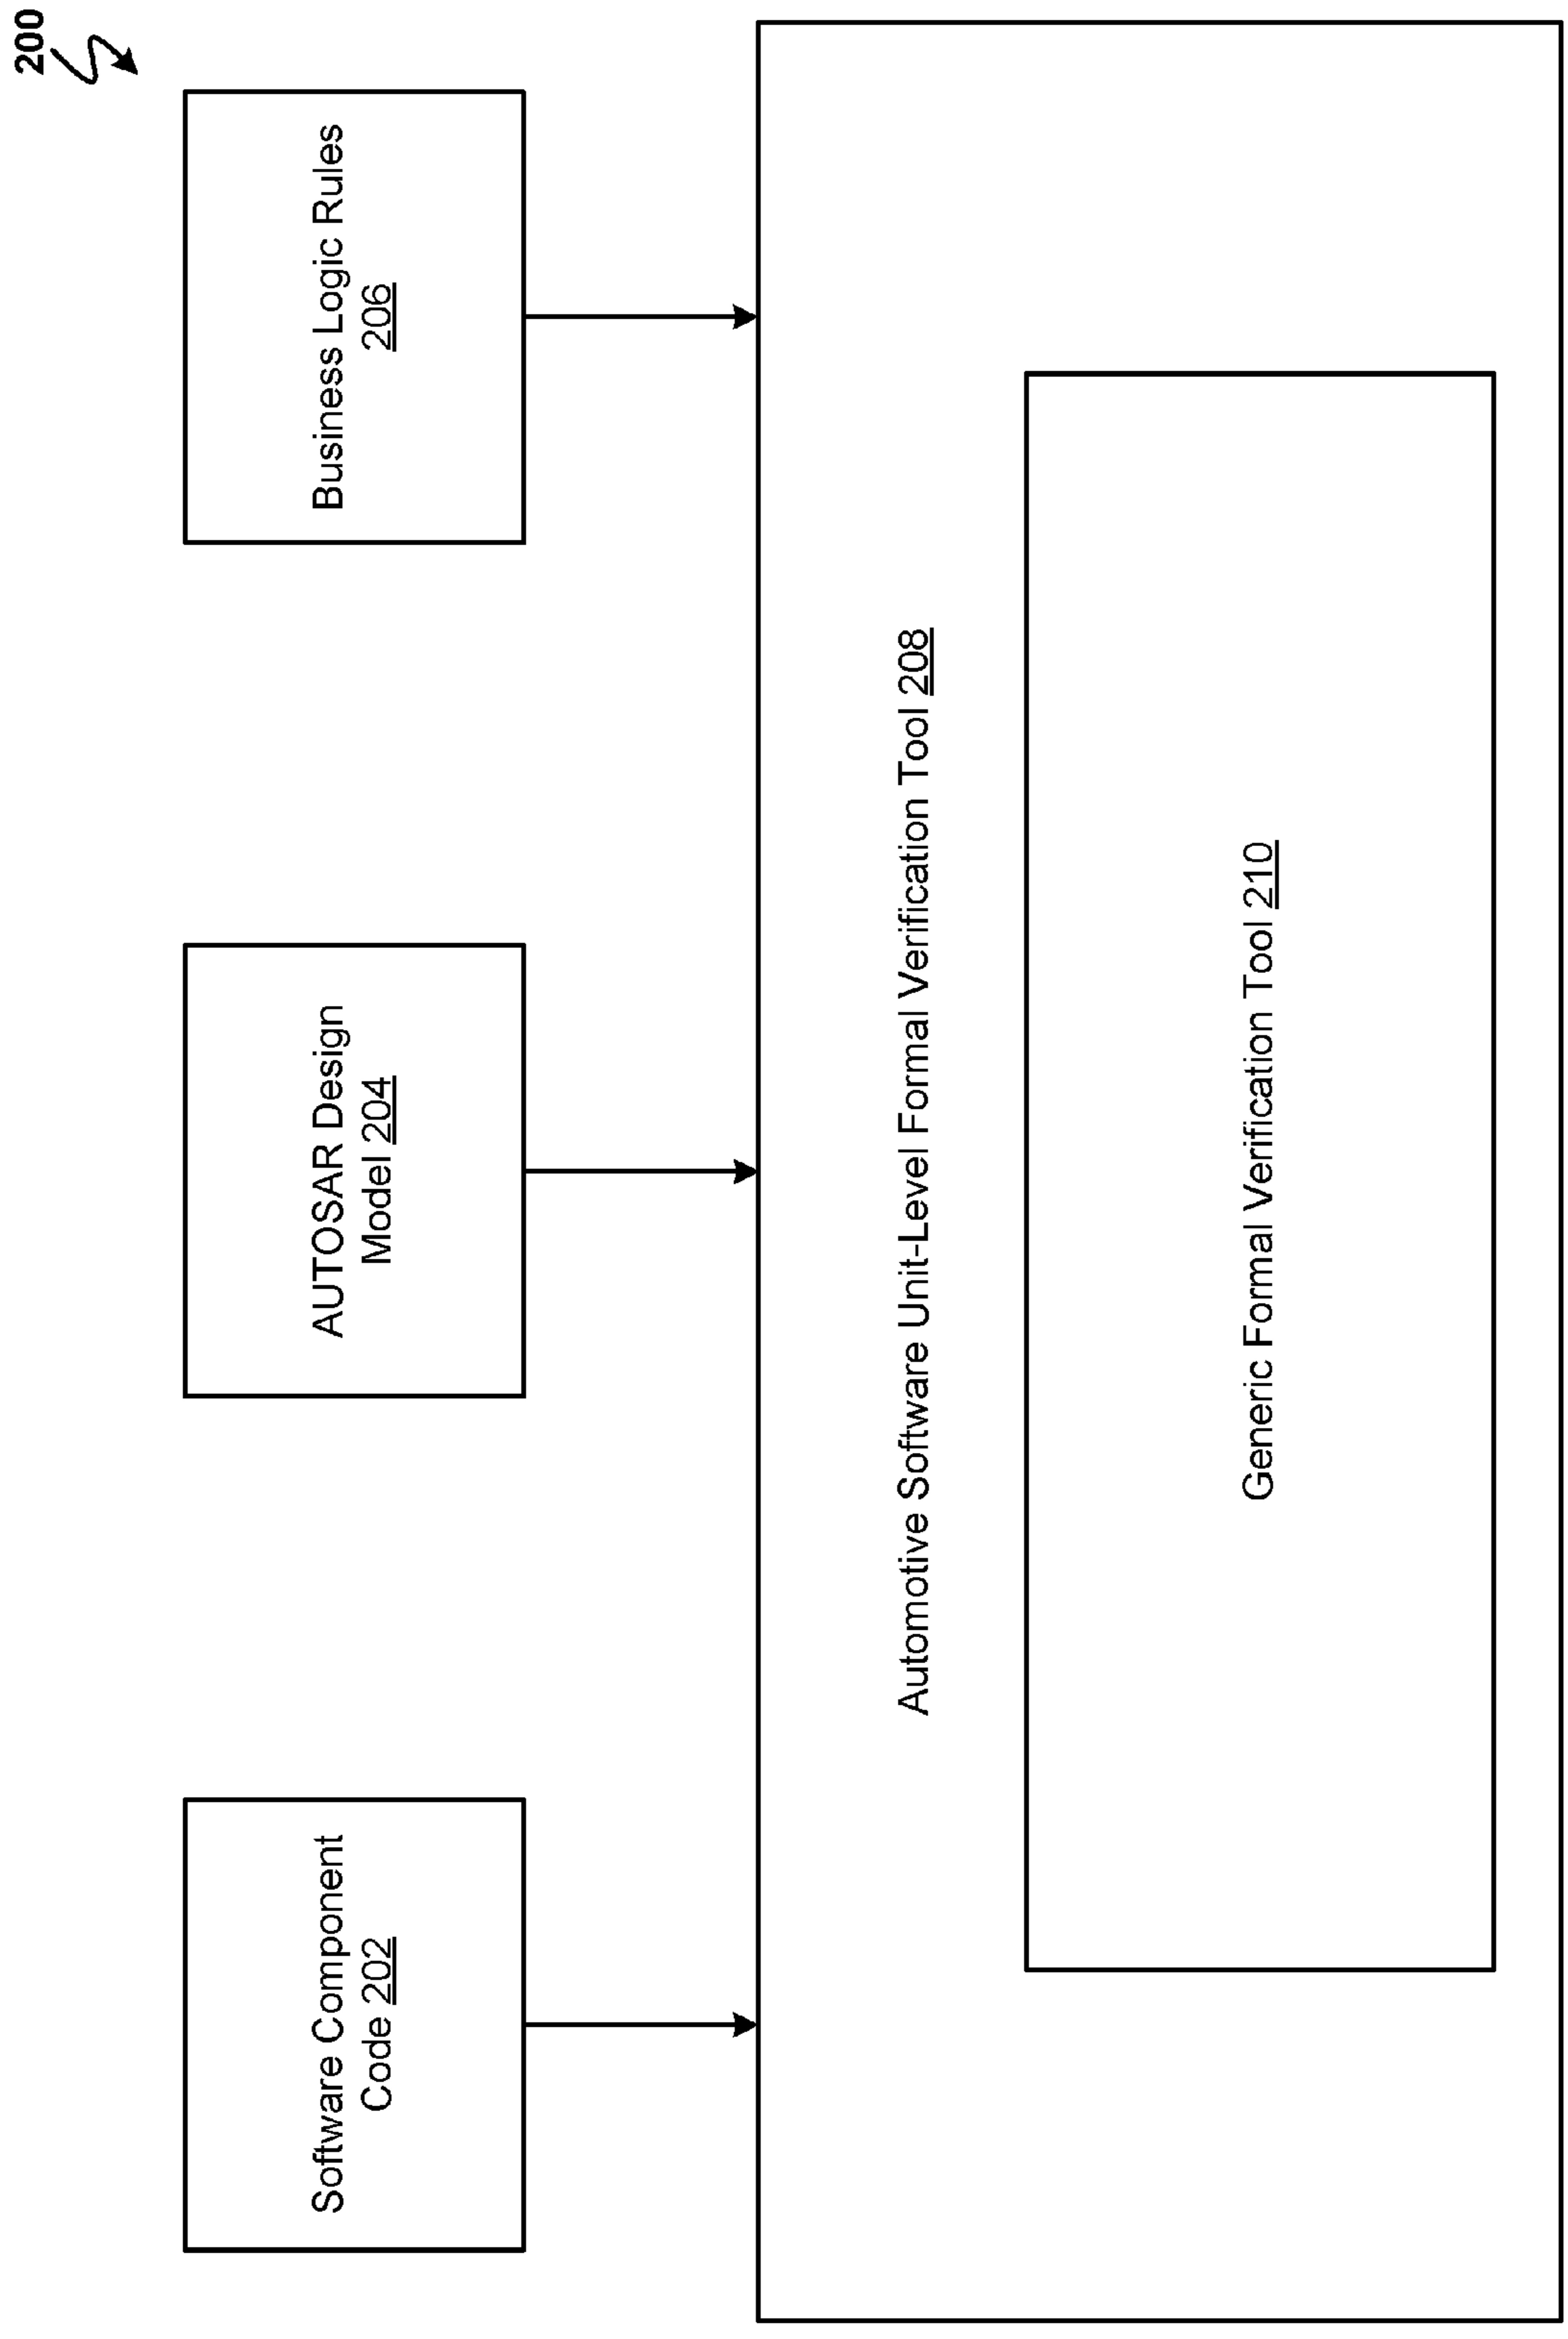 200
Software Component
Code 202
AUTOSAR Design
Model 204
Business Logic Rules
206
Automotive Software Unit-Level Formal Verification Tool 208
Generic Formal Verification Tool 210